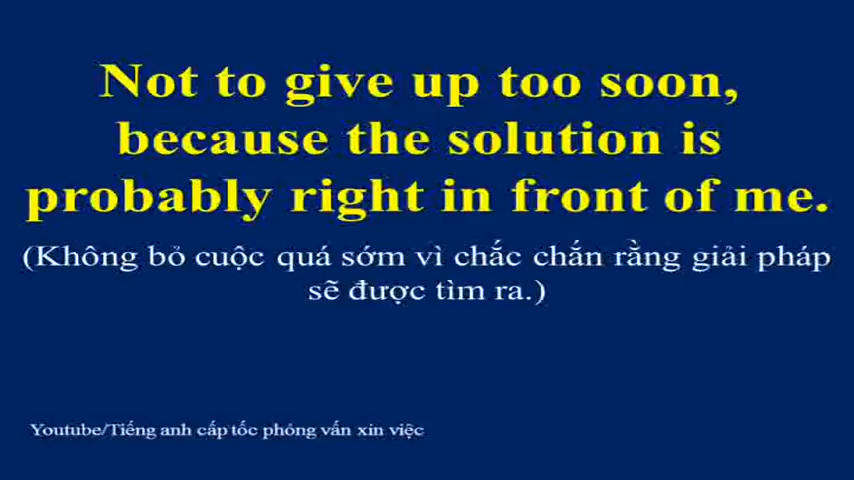 Not to give up too soon,
because the solution is
probably right in front of me.
(Không bỏ cuộc quá sớm vì chắc chắn rằng giải pháp
sẽ được tìm ra.)
Youtube/Tiếng anh cấp tốc phỏng vấn xin việc